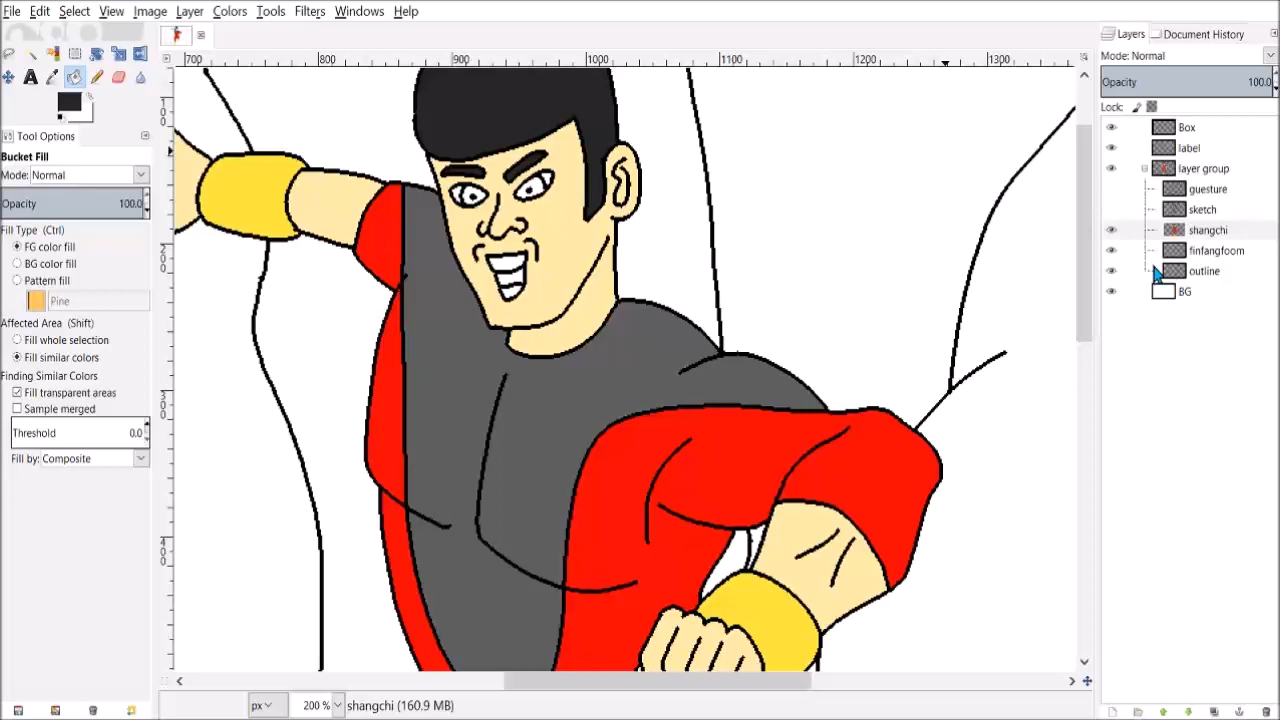 File Edit Select View Image Layer Colors Tools Filters Windows Help
Layers Document History
Mode: Normal
Opacity 100.0
Lock:
Box
label
layer group
guesture
sketch
shangchi
finfangfoom
outline
BG
Tool Options
Bucket Fill
Mode: Normal
Opacity 100.0
Fill Type (Ctrl)
FG color fill
BG color fill
Pattern fill
Pine
Affected Area (Shift)
Fill whole selection
Fill similar colors
Finding Similar Colors
Fill transparent areas
Sample merged
Threshold 0.0
Fill by: Composite
700 800 900 1000 1100 1200 1300
100
200
300
400
px 200 % shangchi (160.9 MB)